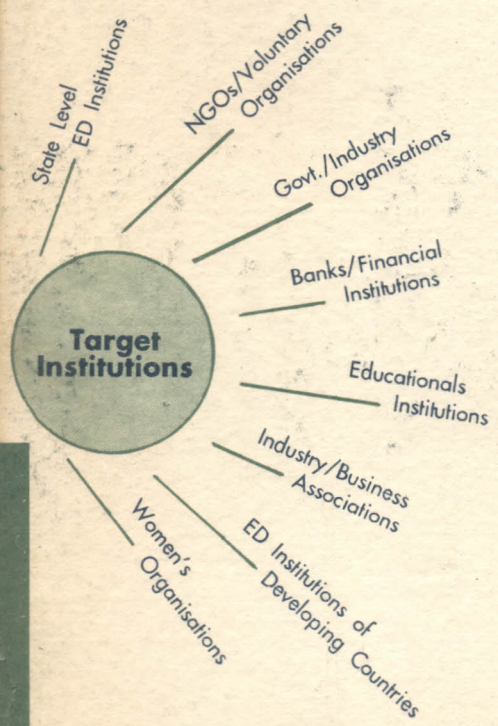 State Level
ED Institutions
NGOs/Voluntary
Organisations
Govt./Industry
Organisations
Banks/Financial
Institutions
Target
Institutions
Educationals
Institutions
Industry/Business
Associations
ED Institutions of
Developing Countries
Women's
Organisations